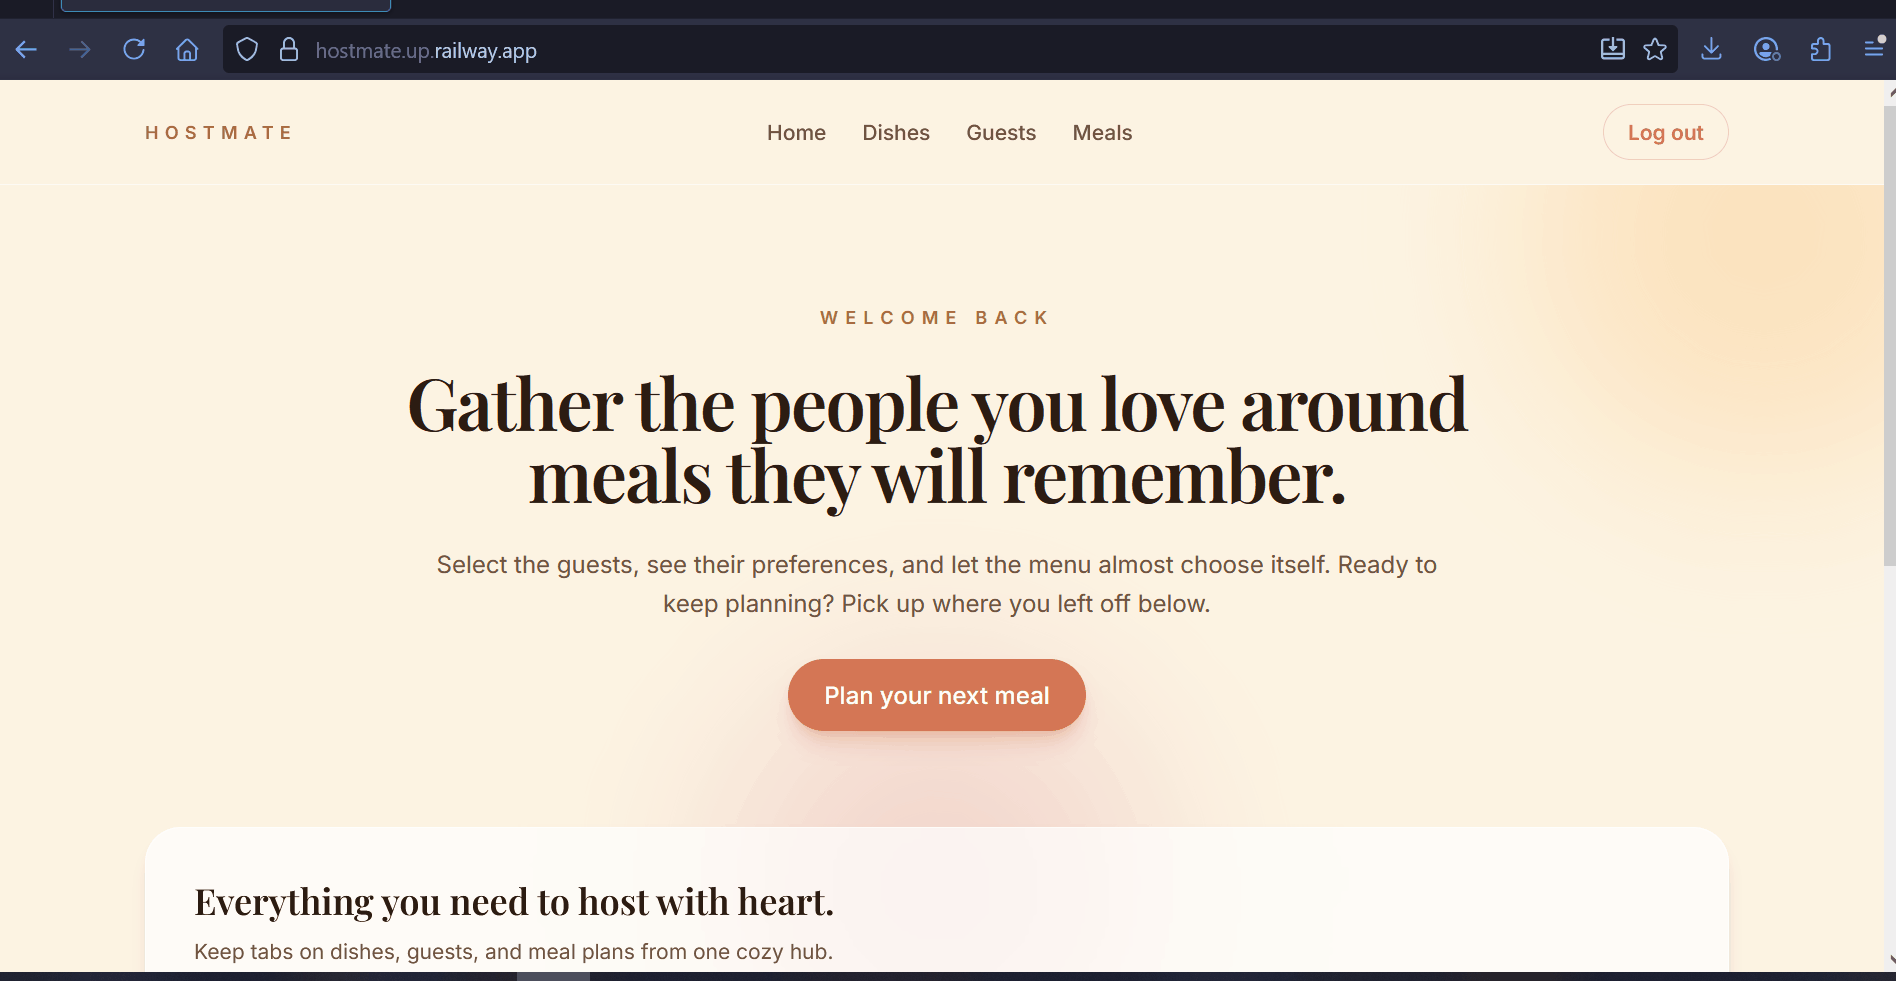 hostmate.up.railway.app
HOSTMATE
Home Dishes Guests Meals
Log out
WELCOME BACK
Gather the people you love around
meals they will remember.
Select the guests, see their preferences, and let the menu almost choose itself. Ready to
keep planning? Pick up where you left off below.
Plan your next meal
Everything you need to host with heart.
Keep tabs on dishes, guests, and meal plans from one cozy hub.